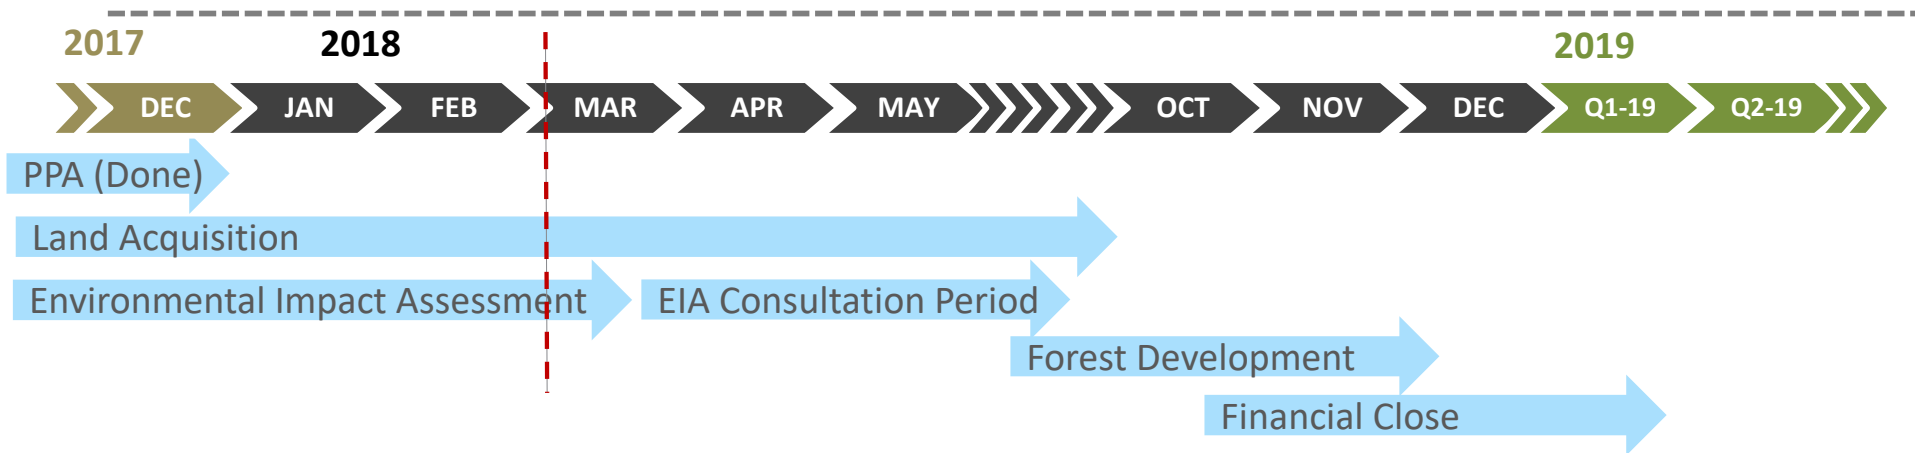 2017 2018 2019
DEC JAN FEB MAR APR MAY OCT NOV DEC Q1-19 Q2-19
PPA (Done)
Land Acquisition
Environmental Impact Assessment EIA Consultation Period
Forest Development
Financial Close